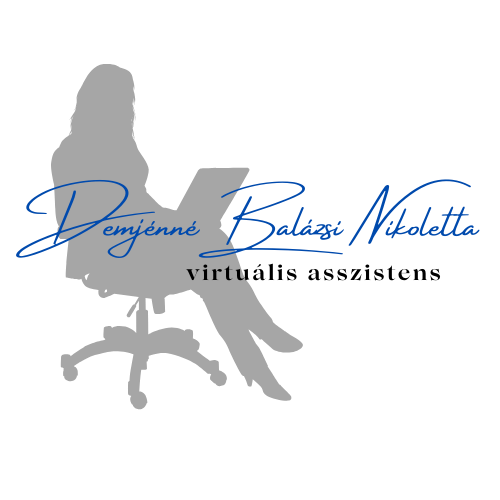 Demjénné Balázsi Nikoletta
virtuális asszisztens